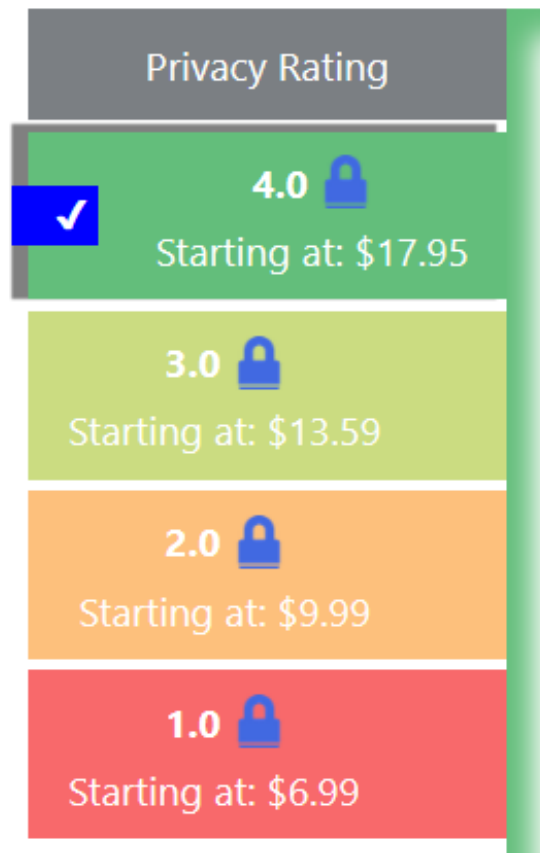 Privacy Rating
4.0
Starting at: $17.95
3.0
Starting at: $13.59
2.0
Starting at: $9.99
1.0
Starting at: $6.99